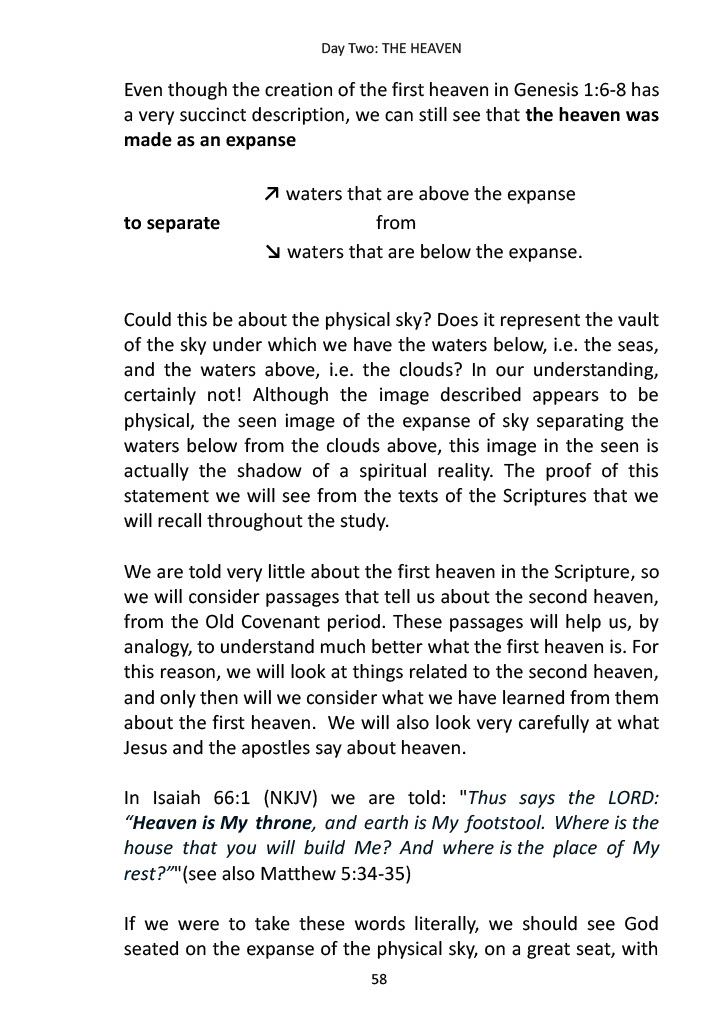 Day Two: THE HEAVEN
Even though the creation of the first heaven in Genesis 1:6-8 has
a very succinct description, we can still see that the heaven was
made as an expanse
↗ waters that are above the expanse
to separate from
↘ waters that are below the expanse.
Could this be about the physical sky? Does it represent the vault
of the sky under which we have the waters below, i.e. the seas,
and the waters above, i.e. the clouds? In our understanding,
certainly not! Although the image described appears to be
physical, the seen image of the expanse of sky separating the
waters below from the clouds above, this image in the seen is
actually the shadow of a spiritual reality. The proof of this
statement we will see from the texts of the Scriptures that we
will recall throughout the study.
We are told very little about the first heaven in the Scripture, so
we will consider passages that tell us about the second heaven,
from the Old Covenant period. These passages will help us, by
analogy, to understand much better what the first heaven is. For
this reason, we will look at things related to the second heaven,
and only then will we consider what we have learned from them
about the first heaven. We will also look very carefully at what
Jesus and the apostles say about heaven.
In Isaiah 66:1 (NKJV) we are told: "Thus says the LORD:
“Heaven is My throne, and earth is My footstool. Where is the
house that you will build Me? And where is the place of My
rest?”"(see also Matthew 5:34-35)
If we were to take these words literally, we should see God
seated on the expanse of the physical sky, on a great seat, with
58